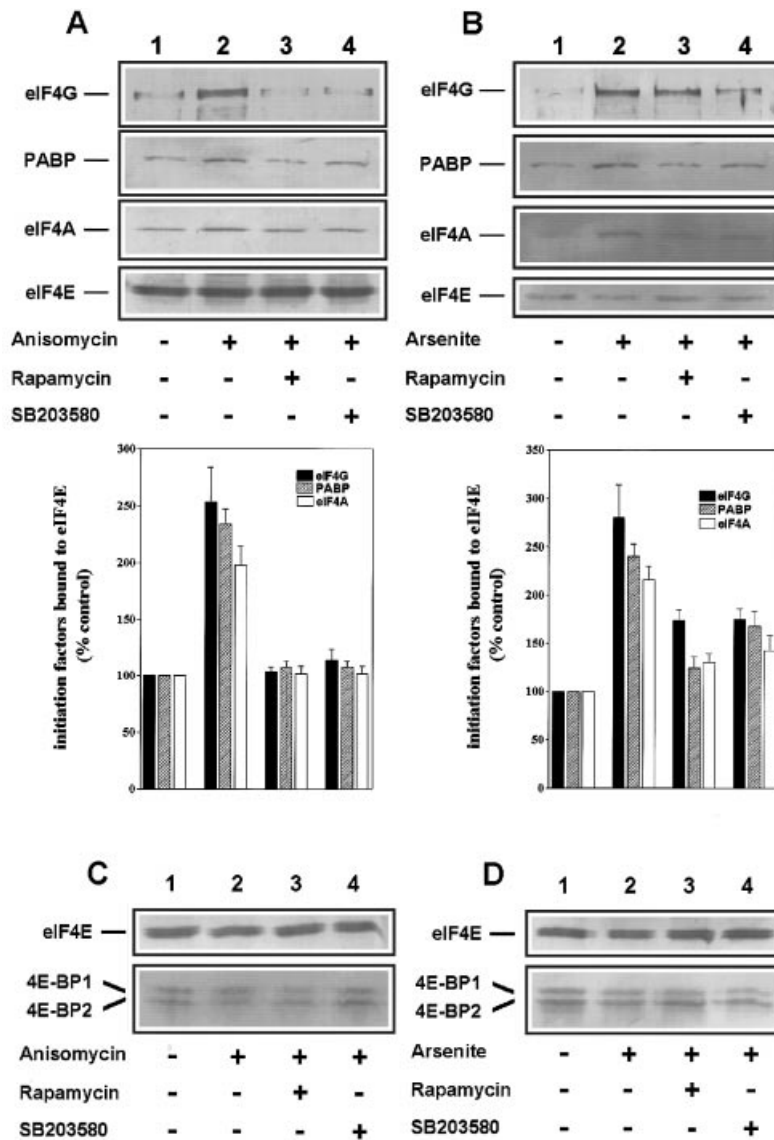 A
1 2 3 4
eIF4G
PABP
eIF4A
eIF4E
Anisomycin - + + +
Rapamycin - - + -
SB203580 - - - +
initiation factors bound to eIF4E
(% control)
300
250
200
150
100
50
0
eIF4G
PABP
eIF4A
B
1 2 3 4
eIF4G
PABP
eIF4A
eIF4E
Arsenite - + + +
Rapamycin - - + -
SB203580 - - - +
initiation factors bound to eIF4E
(% control)
350
300
250
200
150
100
50
0
eIF4G
PABP
eIF4A
C
1 2 3 4
eIF4E
4E-BP1
4E-BP2
Anisomycin - + + +
Rapamycin - - + -
SB203580 - - - +
D
1 2 3 4
eIF4E
4E-BP1
4E-BP2
Arsenite - + + +
Rapamycin - - + -
SB203580 - - - +